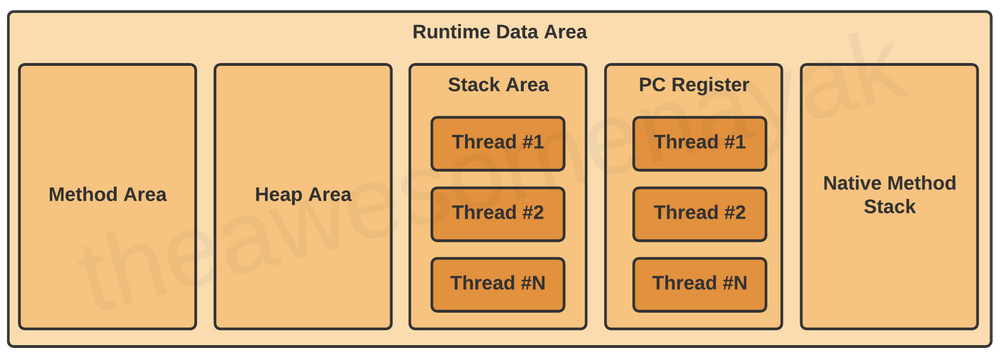 Runtime Data Area
Method Area
Heap Area
Stack Area
Thread #1
Thread #2
Thread #N
PC Register
Thread #1
Thread #2
Thread #N
Native Method
Stack
theawesomenayak